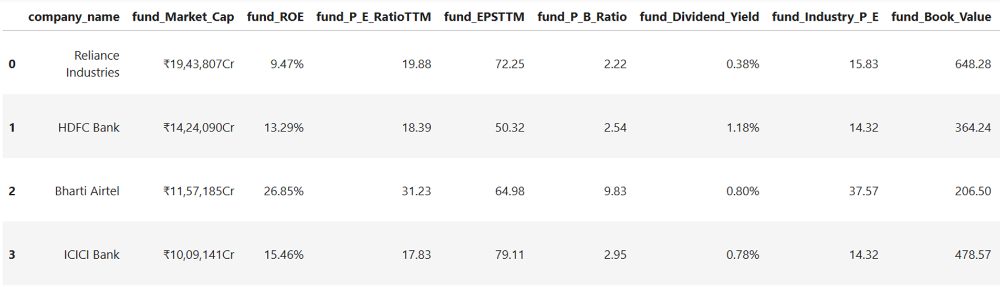 company_name fund_Market_Cap fund_ROE fund_P_E_RatioTTM fund_EPSTTM fund_P_B_Ratio fund_Dividend_Yield fund_Industry_P_E fund_Book_Value
0 Reliance Industries ₹19,43,807Cr 9.47% 19.88 72.25 2.22 0.38% 15.83 648.28
1 HDFC Bank ₹14,24,090Cr 13.29% 18.39 50.32 2.54 1.18% 14.32 364.24
2 Bharti Airtel ₹11,57,185Cr 26.85% 31.23 64.98 9.83 0.80% 37.57 206.50
3 ICICI Bank ₹10,09,141Cr 15.46% 17.83 79.11 2.95 0.78% 14.32 478.57